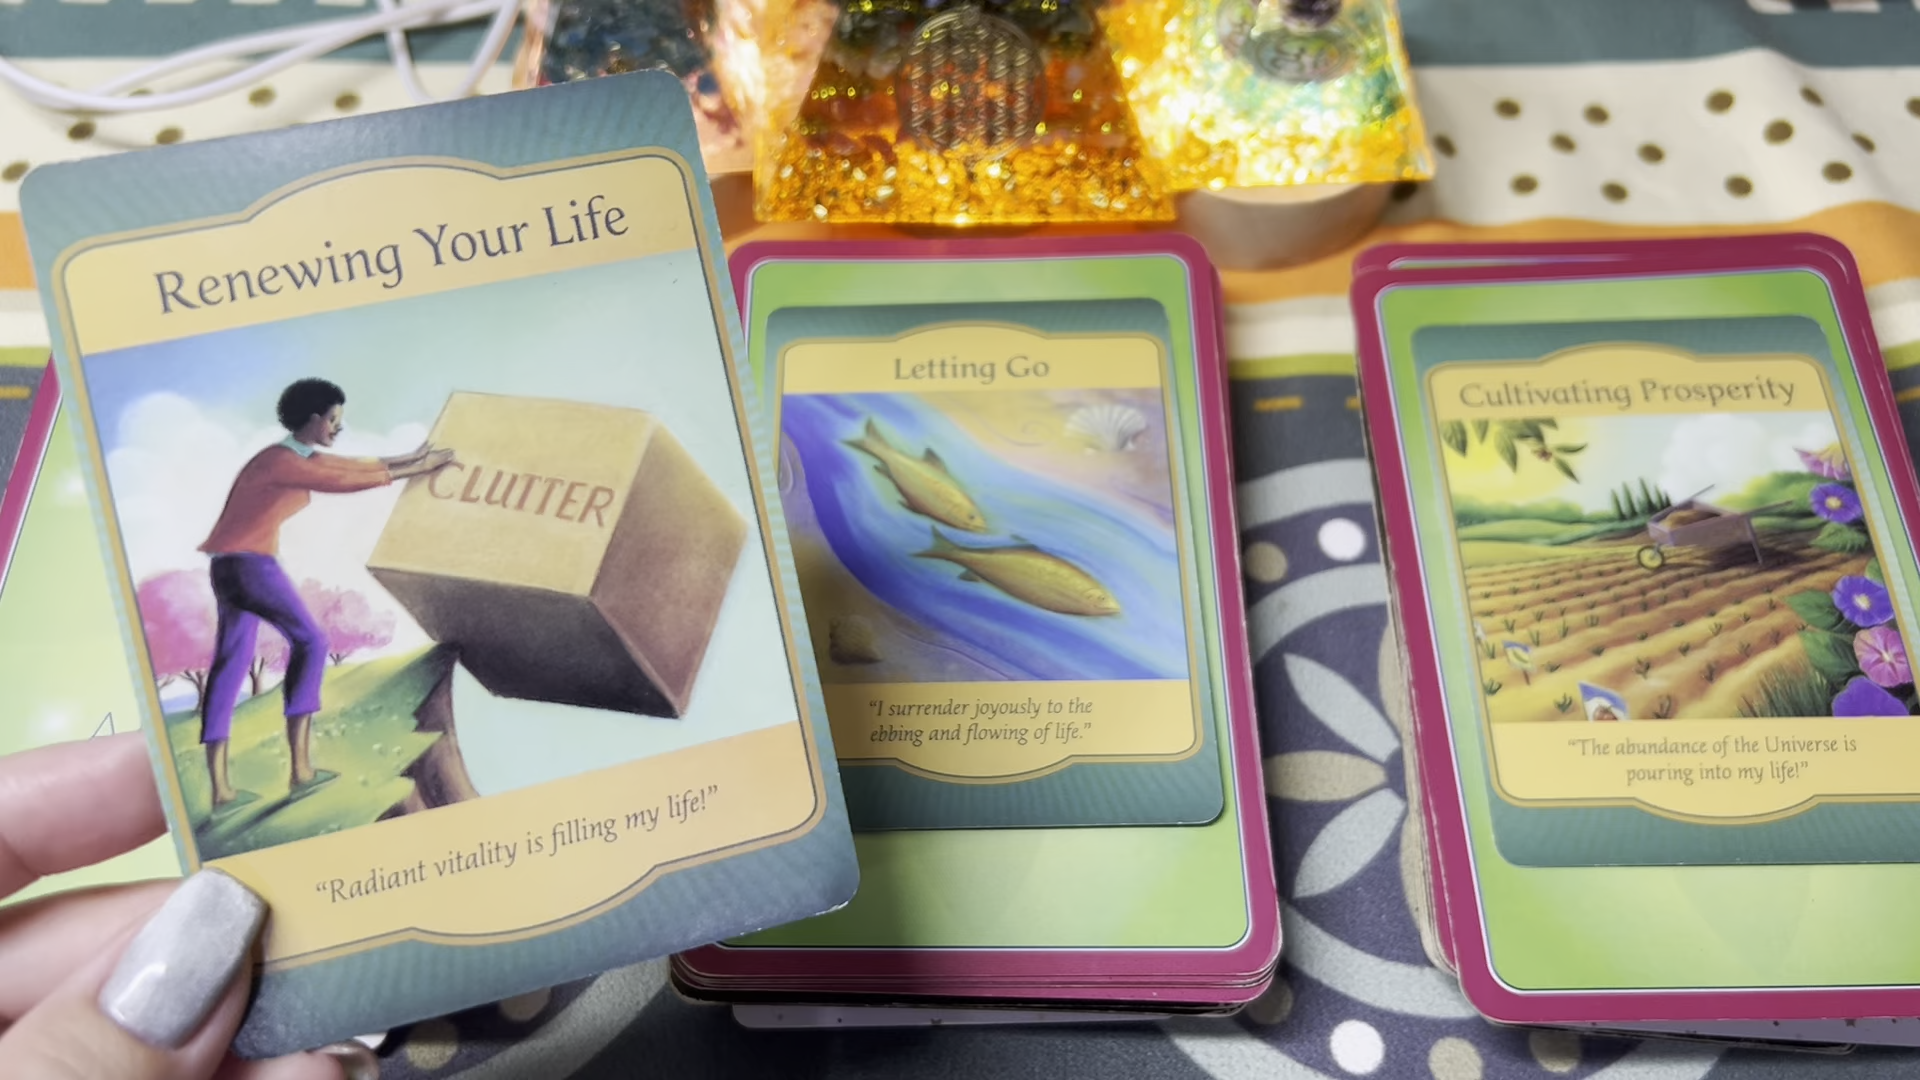 Renewing Your Life
CLUTTER
“Radiant vitality is filling my life!”
Letting Go
“I surrender joyously to the
ebbing and flowing of life.”
Cultivating Prosperity
“The abundance of the Universe is
pouring into my life!”